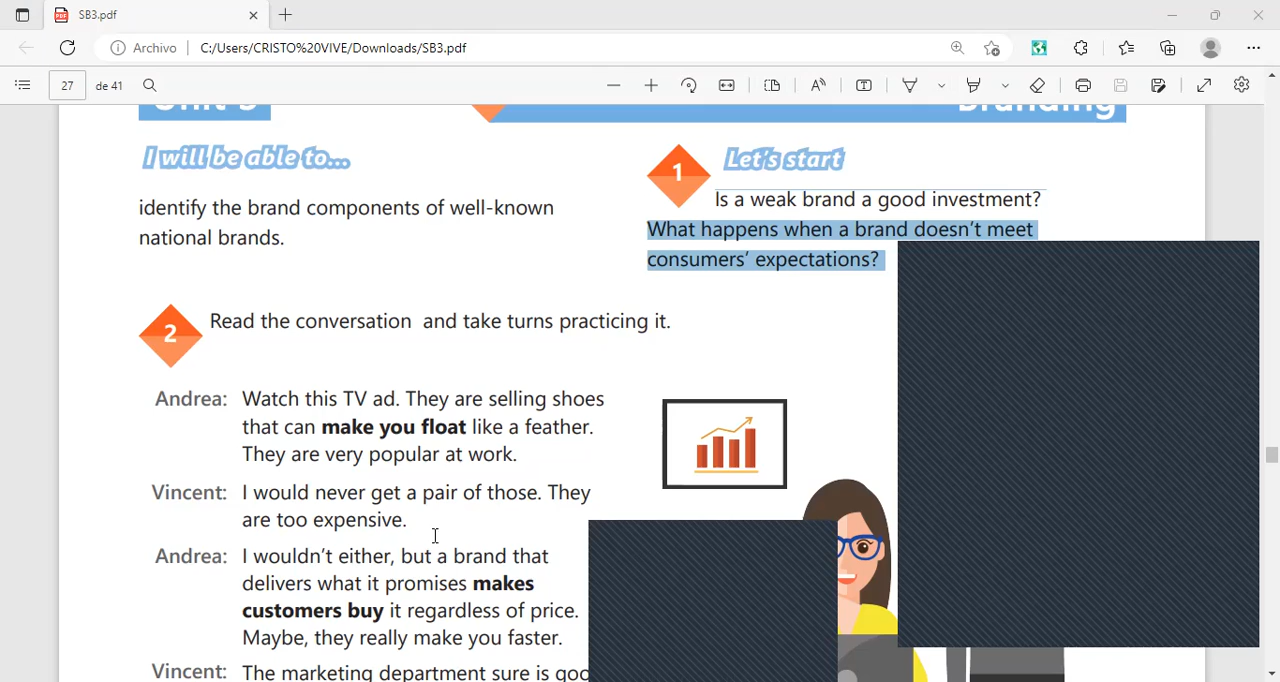 SB3.pdf
Archivo
C:/Users/CRISTO%20VIVE/Downloads/SB3.pdf
27 de 41
Branding
I will be able to...
identify the brand components of well-known
national brands.
1 Let's start
Is a weak brand a good investment?
What happens when a brand doesn't meet
consumers' expectations?
2 Read the conversation and take turns practicing it.
Andrea: Watch this TV ad. They are selling shoes
that can make you float like a feather.
They are very popular at work.
Vincent: I would never get a pair of those. They
are too expensive.
Andrea: I wouldn't either, but a brand that
delivers what it promises makes
customers buy it regardless of price.
Maybe, they really make you faster.
Vincent: The marketing department sure is